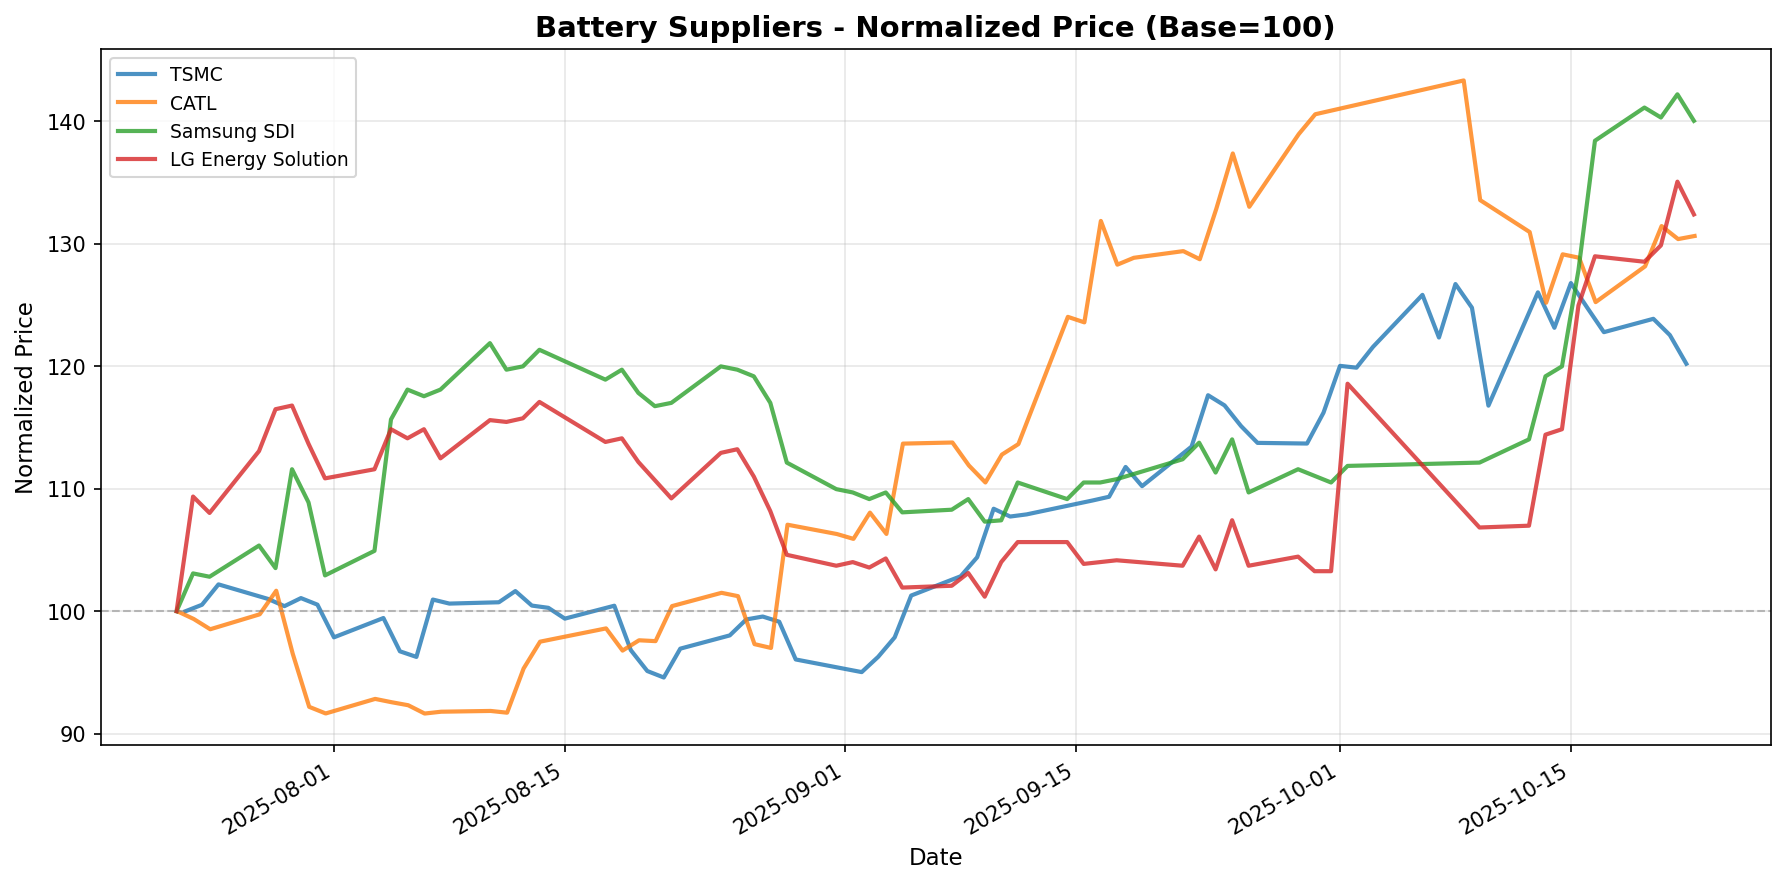 Battery Suppliers - Normalized Price (Base=100)
TSMC
CATL
Samsung SDI
LG Energy Solution
Normalized Price
140
130
120
110
100
90
2025-08-01
2025-08-15
2025-09-01
2025-09-15
2025-10-01
2025-10-15
Date